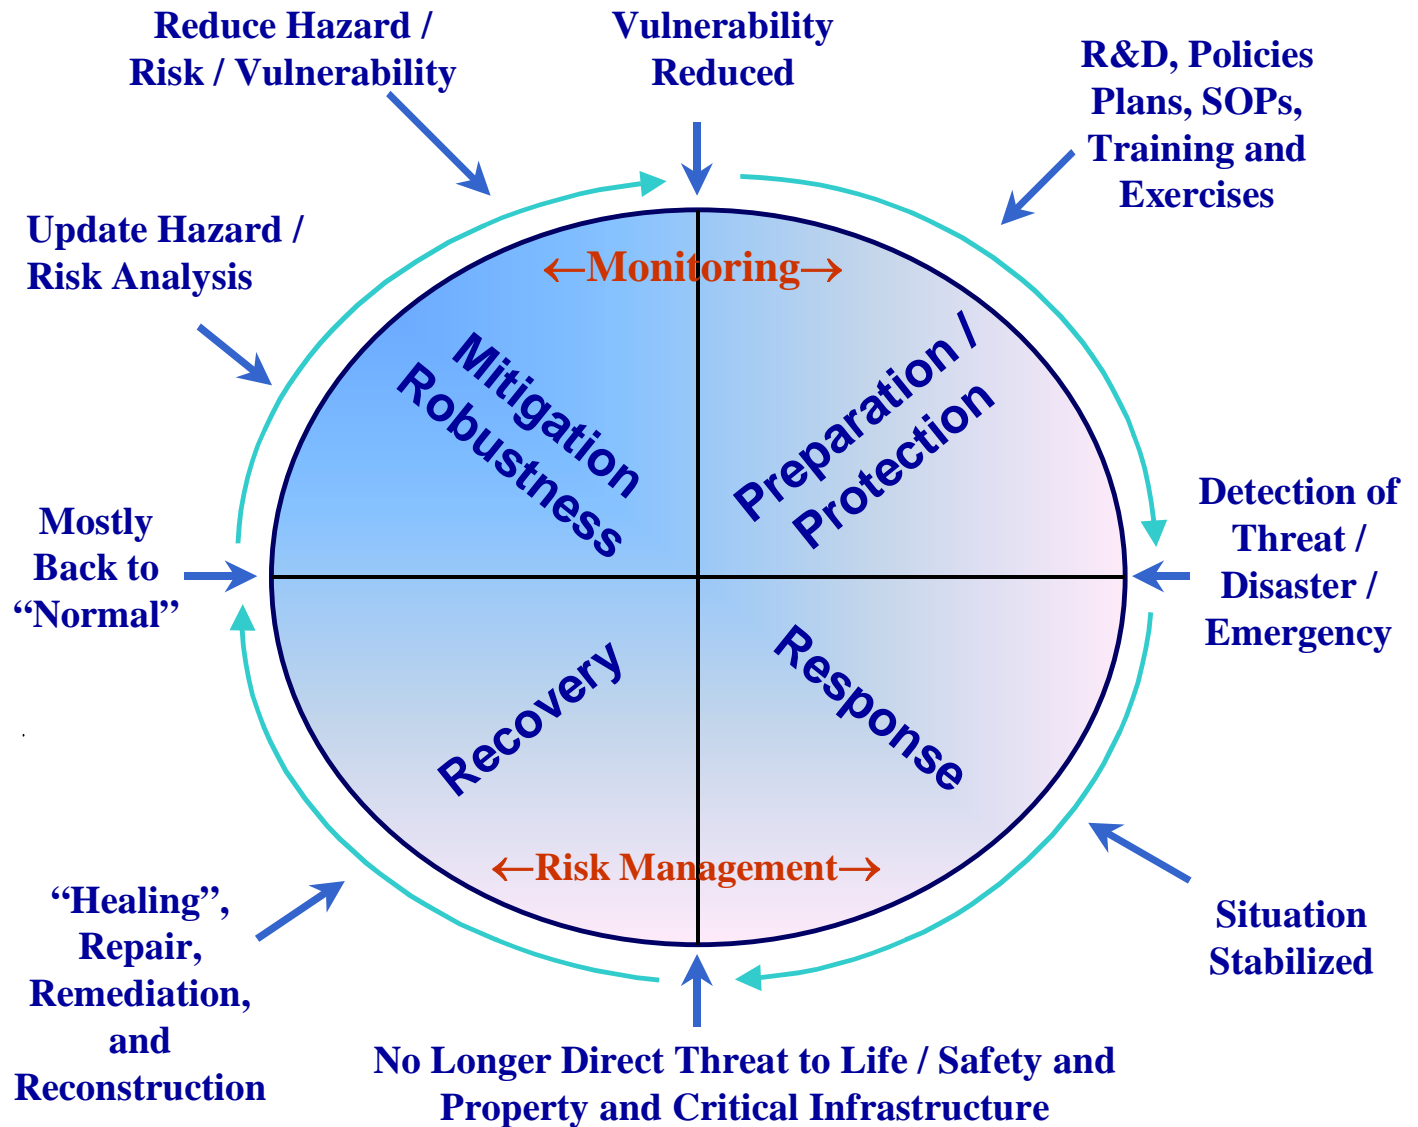 Reduce Hazard /
Risk / Vulnerability
Vulnerability
Reduced
R&D, Policies
Plans, SOPs,
Training and
Exercises
Update Hazard /
Risk Analysis
←Monitoring→
Mitigation
Robustness
Preparation /
Protection
Mostly
Back to
“Normal”
Detection of
Threat /
Disaster /
Emergency
Recovery
Response
←Risk Management→
“Healing”,
Repair,
Remediation,
and
Reconstruction
Situation
Stabilized
No Longer Direct Threat to Life / Safety and
Property and Critical Infrastructure